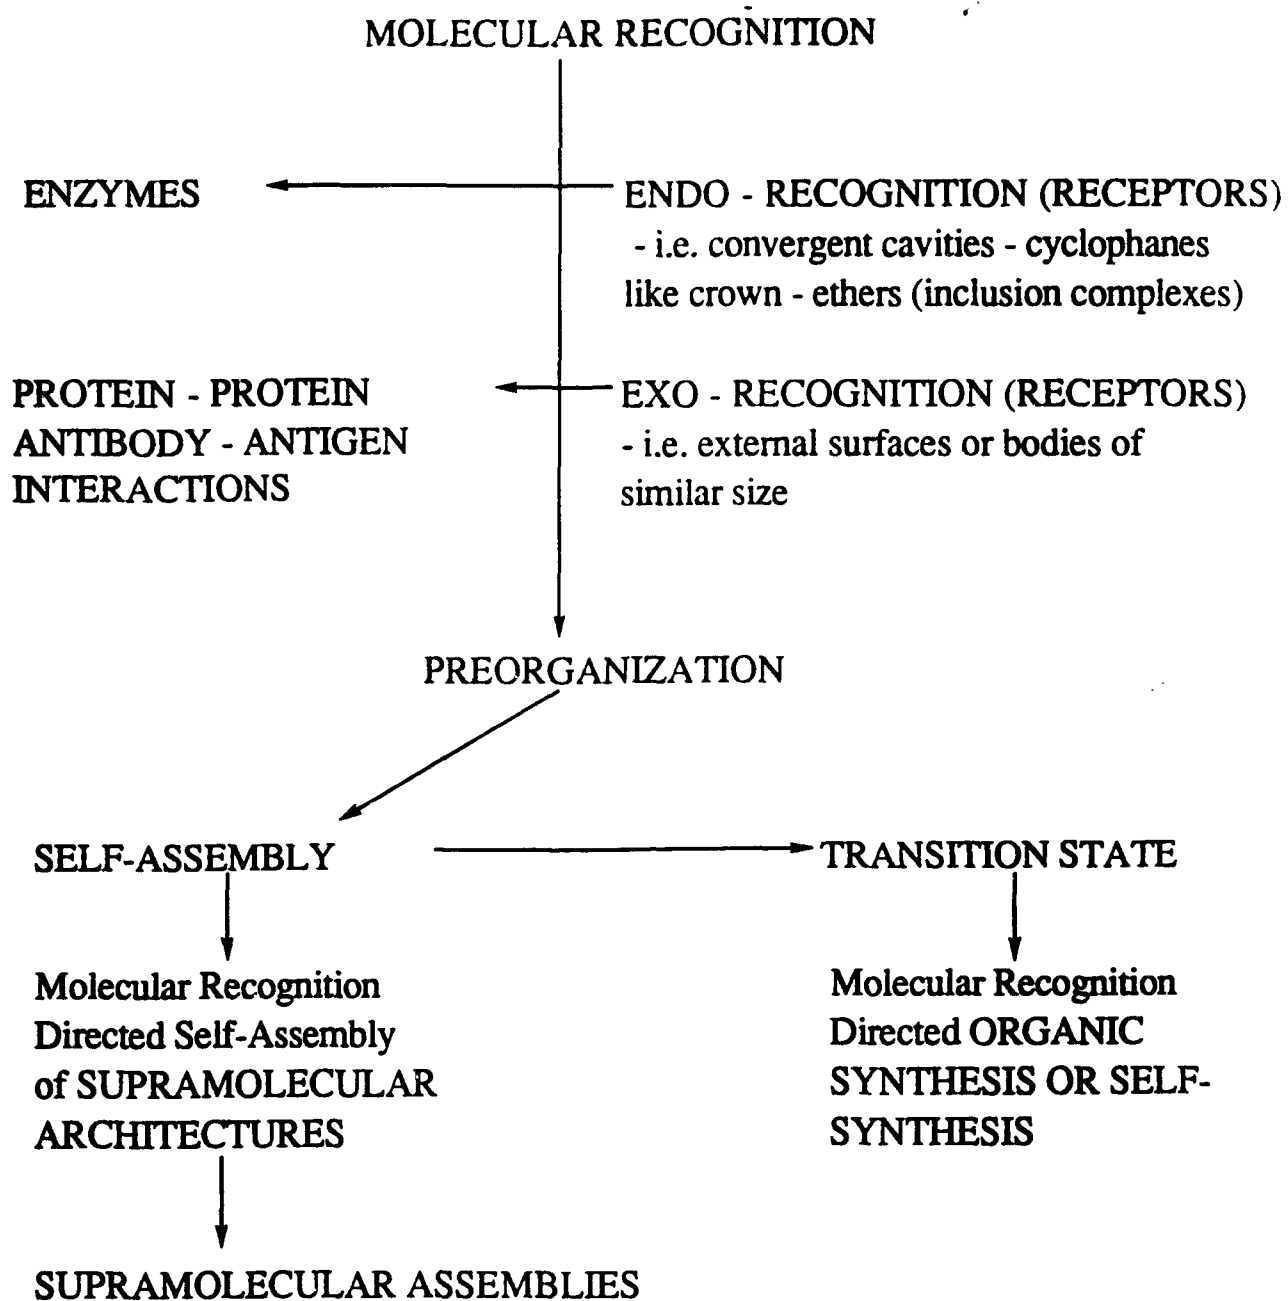 MOLECULAR RECOGNITION
ENZYMES
ENDO - RECOGNITION (RECEPTORS)
- i.e. convergent cavities - cyclophanes
like crown - ethers (inclusion complexes)
PROTEIN - PROTEIN
ANTIBODY - ANTIGEN
INTERACTIONS
EXO - RECOGNITION (RECEPTORS)
- i.e. external surfaces or bodies of
similar size
PREORGANIZATION
SELF-ASSEMBLY
TRANSITION STATE
Molecular Recognition
Directed Self-Assembly
of SUPRAMOLECULAR
ARCHITECTURES
Molecular Recognition
Directed ORGANIC
SYNTHESIS OR SELF-
SYNTHESIS
SUPRAMOLECULAR ASSEMBLIES